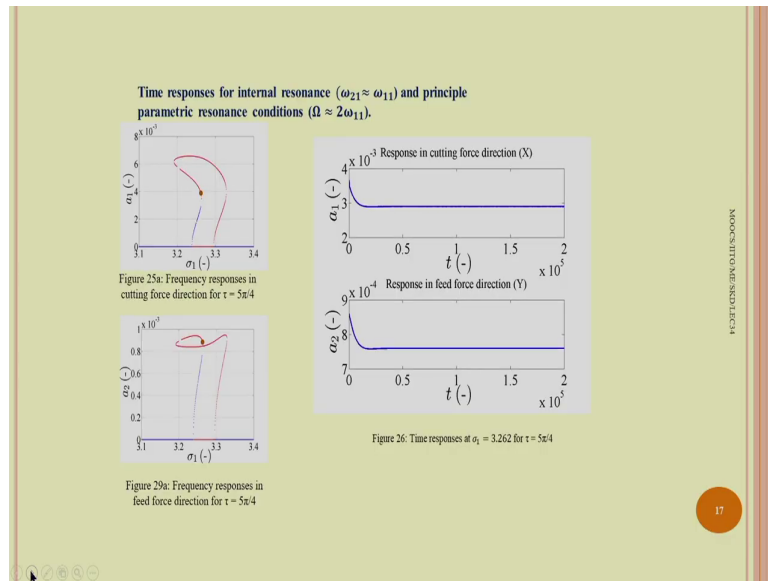 Time responses for internal resonance (ω₂₁≈ ω₁₁) and principle
parametric resonance conditions (Ω ≈ 2ω₁₁).
8 x 10⁻³
6
4
2
0
a₁ (-)
3.1 3.2 3.3 3.4
σ₁ (-)
Figure 25a: Frequency responses in
cutting force direction for τ = 5π/4
1 x 10⁻³
0.8
0.6
0.4
0.2
0
a₂ (-)
3.1 3.2 3.3 3.4
σ₁ (-)
Figure 29a: Frequency responses in
feed force direction for τ = 5π/4
x 10⁻³ Response in cutting force direction (X)
4
3
2
a₁ (-)
0 0.5 1 1.5 2
t (-)
x 10⁵
x 10⁻⁴ Response in feed force direction (Y)
9
8
7
a₂ (-)
0 0.5 1 1.5 2
t (-)
x 10⁵
Figure 26: Time responses at σ₁ = 3.262 for τ = 5π/4
MOOCS/IITG/ME/SKD/LEC34
17